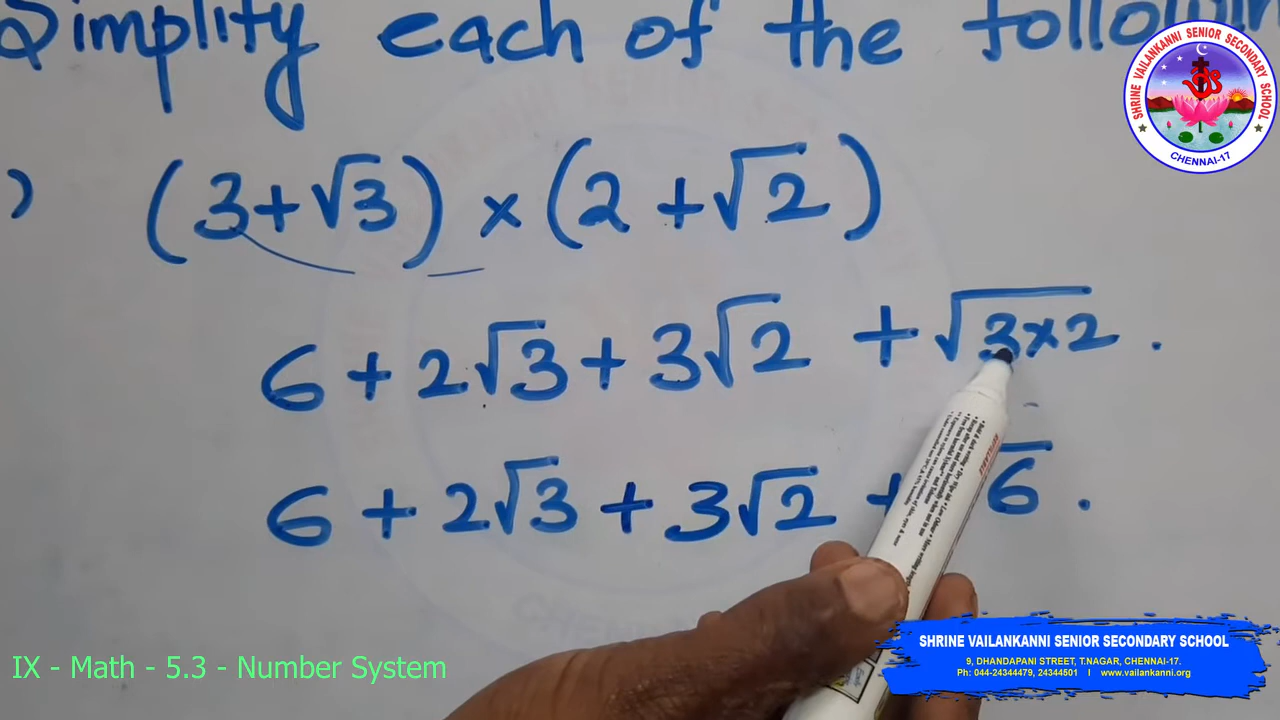 Simplify each of the followin
) (3+√3) × (2+√2)
6 + 2√3 + 3√2 + √3×2 .
6 + 2√3 + 3√2 + √6 .
SHRINE VAILANKANNI SENIOR SECONDARY SCHOOL
CHENNAI-17
IX - Math - 5.3 - Number System
SHRINE VAILANKANNI SENIOR SECONDARY SCHOOL
9, DHANDAPANI STREET, T.NAGAR, CHENNAI-17.
Ph: 044-24344479, 24344501 I www.vailankanni.org